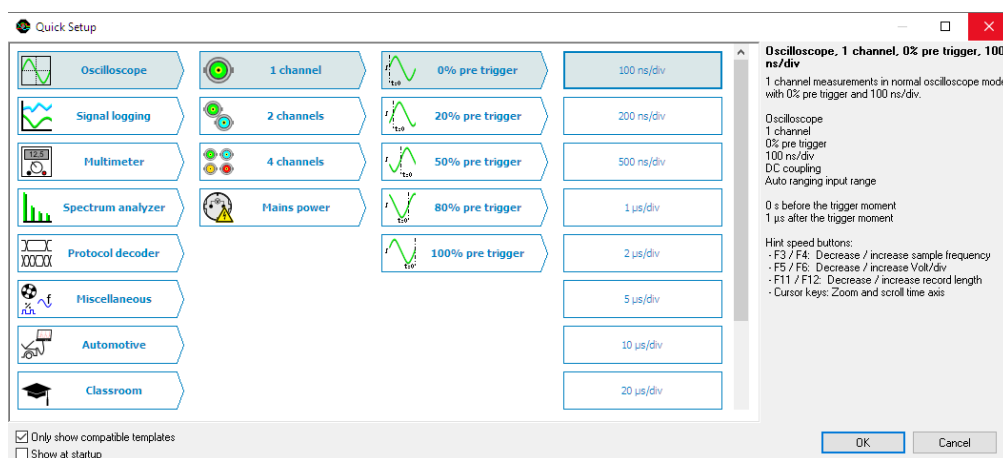 Quick Setup
Oscilloscope
Signal logging
12.5
Multimeter
Spectrum analyzer
Protocol decoder
Miscellaneous
Automotive
Classroom
1 channel
2 channels
4 channels
Mains power
0% pre trigger
20% pre trigger
50% pre trigger
80% pre trigger
100% pre trigger
100 ns/div
200 ns/div
500 ns/div
1 µs/div
2 µs/div
5 µs/div
10 µs/div
20 µs/div
Oscilloscope, 1 channel, 0% pre trigger, 100
ns/div
1 channel measurements in normal oscilloscope mode
with 0% pre trigger and 100 ns/div.
Oscilloscope
1 channel
0% pre trigger
100 ns/div
DC coupling
Auto ranging input range
0 s before the trigger moment
1 µs after the trigger moment
Hint speed buttons:
- F3 / F4: Decrease / increase sample frequency
- F5 / F6: Decrease / increase Volt/div
- F11 / F12: Decrease / increase record length
- Cursor keys: Zoom and scroll time axis
Only show compatible templates
Show at startup
OK
Cancel